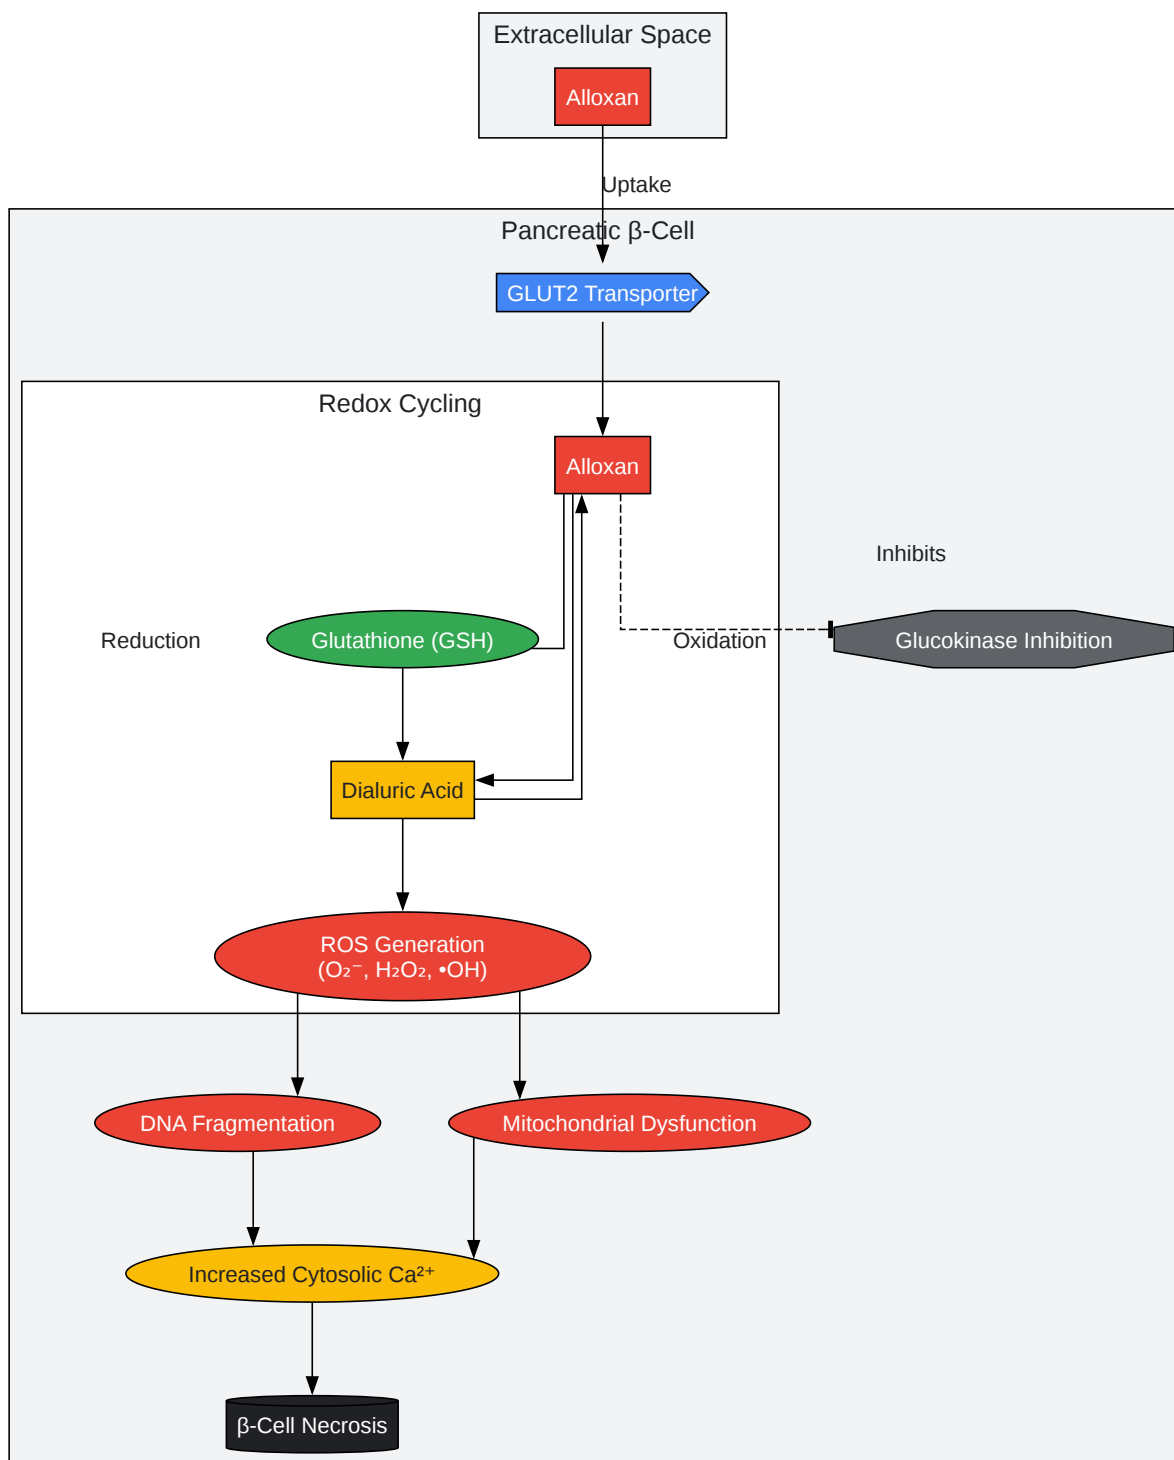 Extracellular Space
Alloxan
Uptake
Pancreatic β-Cell
GLUT2 Transporter
Redox Cycling
Alloxan
Inhibits
Reduction
Glutathione (GSH)
Oxidation
Glucokinase Inhibition
Dialuric Acid
ROS Generation
(O₂⁻, H₂O₂, •OH)
DNA Fragmentation
Mitochondrial Dysfunction
Increased Cytosolic Ca²⁺
β-Cell Necrosis